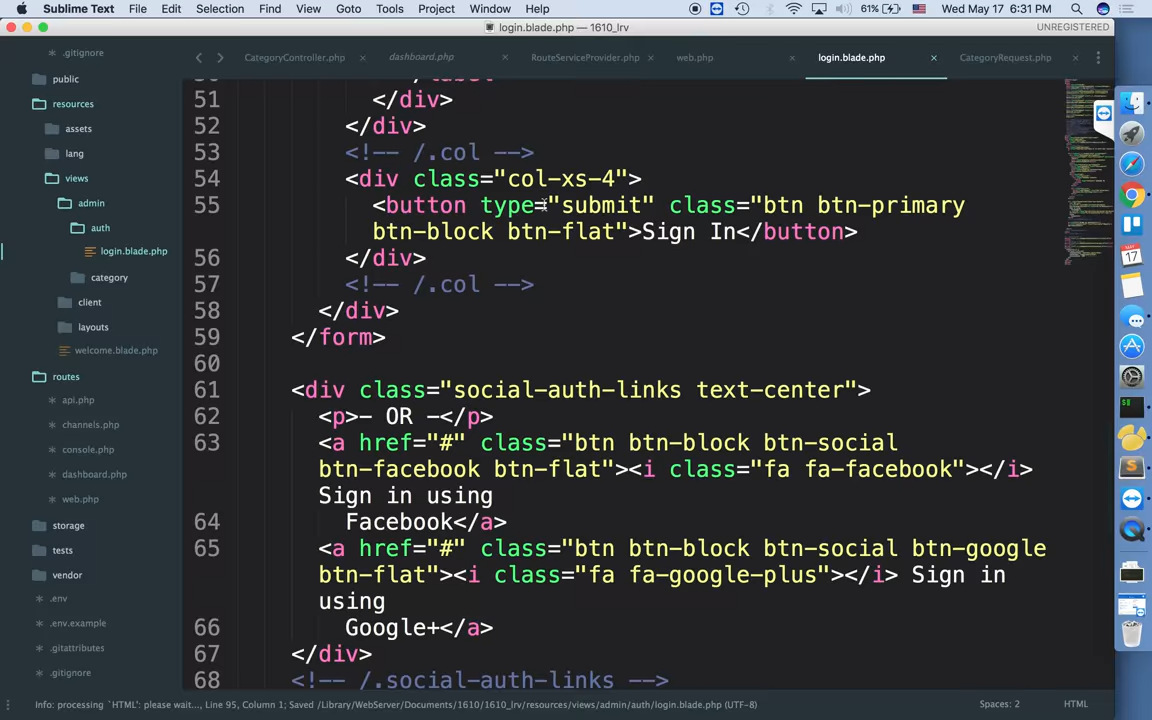 Sublime Text File Edit Selection Find View Goto Tools Project Window Help 61% Wed May 17 6:31 PM
login.blade.php — 1610_lrv UNREGISTERED
CategoryController.php × dashboard.php × RouteServiceProvider.php × web.php × login.blade.php × CategoryRequest.php ×
.gitignore
public
resources
assets
lang
views
admin
auth
login.blade.php
category
client
layouts
welcome.blade.php
routes
api.php
channels.php
console.php
dashboard.php
web.php
storage
tests
vendor
.env
.env.example
.gitattributes
.gitignore
51 </div>
52 </div>
53 <!-- /.col -->
54 <div class="col-xs-4">
55 <button type="submit" class="btn btn-primary
btn-block btn-flat">Sign In</button>
56 </div>
57 <!-- /.col -->
58 </div>
59 </form>
60
61 <div class="social-auth-links text-center">
62 <p>- OR -</p>
63 <a href="#" class="btn btn-block btn-social
btn-facebook btn-flat"><i class="fa fa-facebook"></i>
Sign in using
64 Facebook</a>
65 <a href="#" class="btn btn-block btn-social btn-google
btn-flat"><i class="fa fa-google-plus"></i> Sign in
using
66 Google+</a>
67 </div>
68 <!-- /.social-auth-links -->
MAY
17
Info: processing `HTML': please wait..., Line 95, Column 1; Saved /Library/WebServer/Documents/1610/1610_lrv/resources/views/admin/auth/login.blade.php (UTF-8) Spaces: 2 HTML